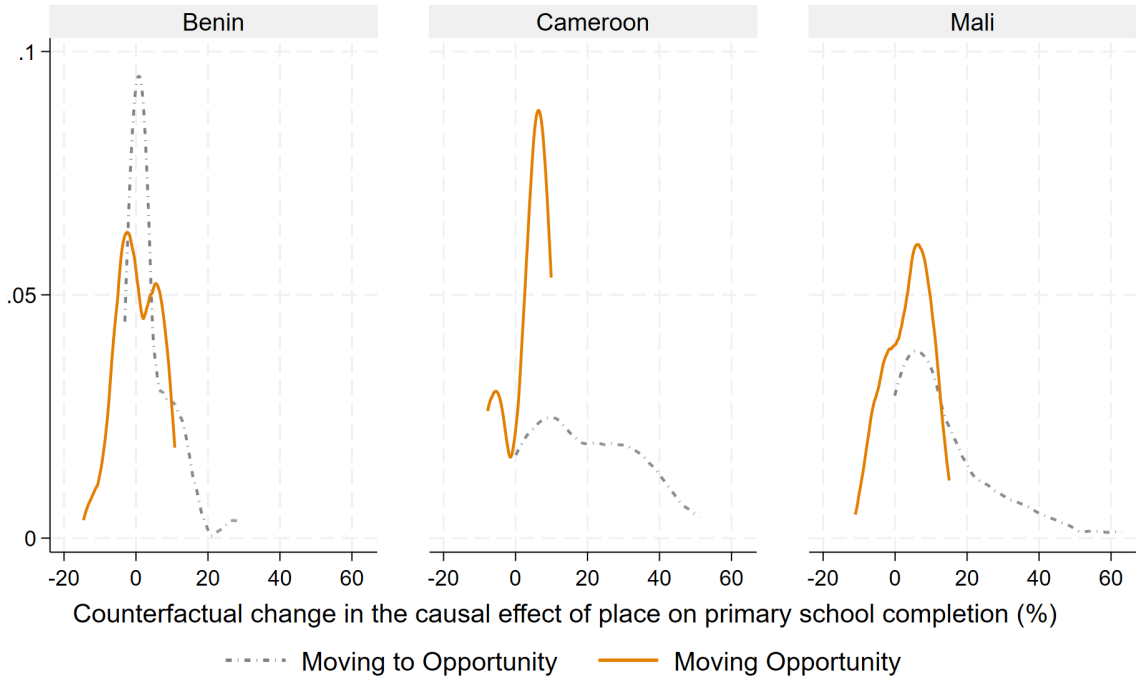 Benin Cameroon Mali
.1
.05
0
-20 0 20 40 60 -20 0 20 40 60 -20 0 20 40 60
Counterfactual change in the causal effect of place on primary school completion (%)
Moving to Opportunity Moving Opportunity